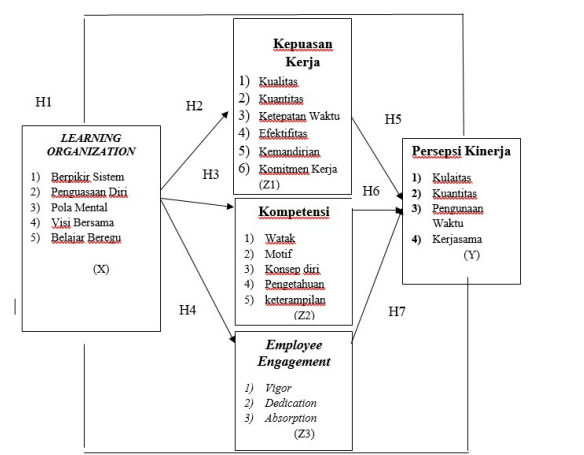 H1
LEARNING
ORGANIZATION
1) Berpikir Sistem
2) Penguasaan Diri
3) Pola Mental
4) Visi Bersama
5) Belajar Beregu
(X)
H2
H3
H4
Kepuasan
Kerja
1) Kualitas
2) Kuantitas
3) Ketepatan Waktu
4) Efektifitas
5) Kemandirian
6) Komitmen Kerja
(Z1)
Kompetensi
1) Watak
2) Motif
3) Konsep diri
4) Pengetahuan
5) keterampilan
(Z2)
Employee
Engagement
1) Vigor
2) Dedication
3) Absorption
(Z3)
H5
H6
H7
Persepsi Kinerja
1) Kulaitas
2) Kuantitas
3) Pengunaan
Waktu
4) Kerjasama
(Y)